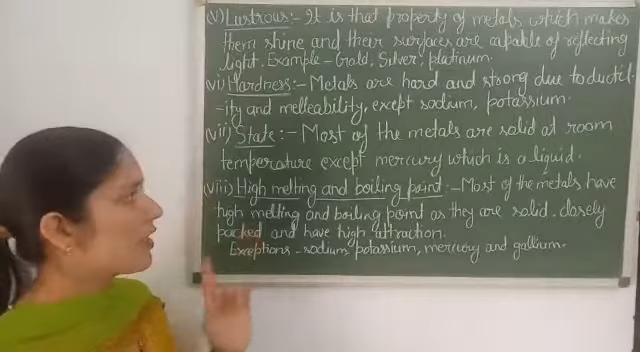 (v) Lustrous:- It is that property of metals which makes
them shine and their surfaces are capable of reflecting
light. Example - Gold, Silver, platinum.
vi) Hardness:- Metals are hard and strong due to ductil-
-ity and melleability, except sodium, potassium.
(vii) State:- Most of the metals are solid at room
temperature except mercury which is a liquid.
(viii) High melting and boiling point:- Most of the metals have
high melting and boiling point as they are solid, closely
packed and have high attraction.
Exceptions - sodium, potassium, mercury and gallium.